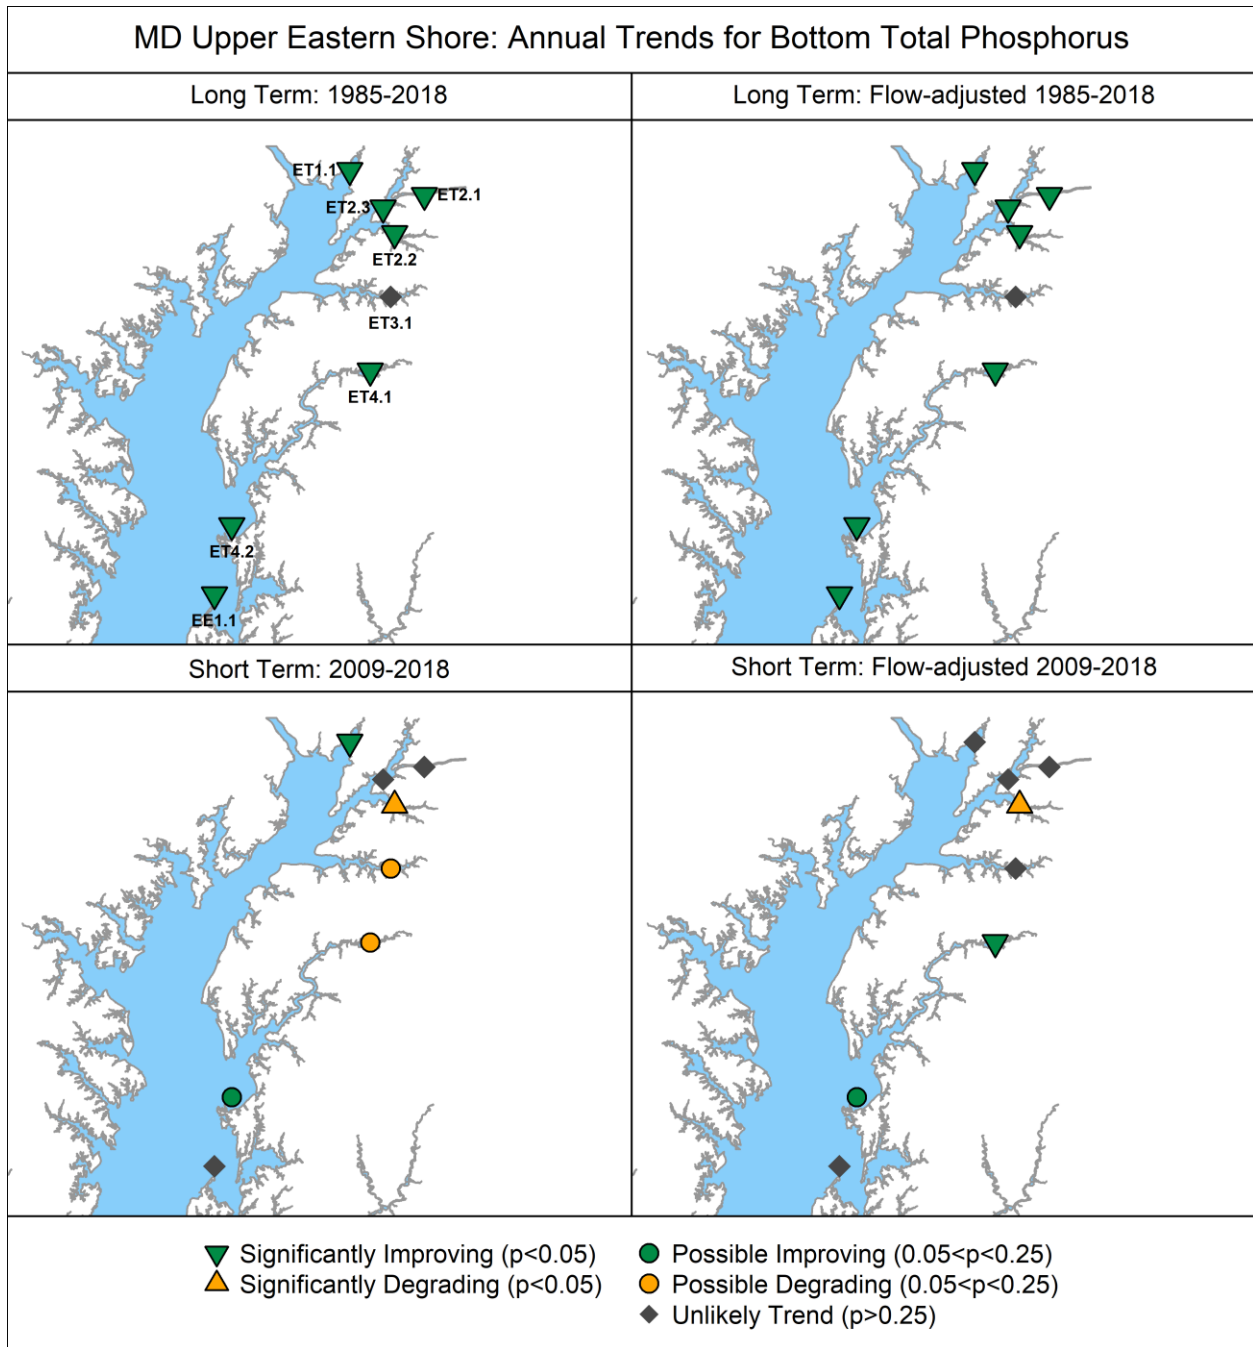 MD Upper Eastern Shore: Annual Trends for Bottom Total Phosphorus
Long Term: 1985-2018
Long Term: Flow-adjusted 1985-2018
ET1.1
ET2.1
ET2.3
ET2.2
ET3.1
ET4.1
ET4.2
EE1.1
Short Term: 2009-2018
Short Term: Flow-adjusted 2009-2018
Significantly Improving (p<0.05)
Significantly Degrading (p<0.05)
Possible Improving (0.05<p<0.25)
Possible Degrading (0.05<p<0.25)
Unlikely Trend (p>0.25)